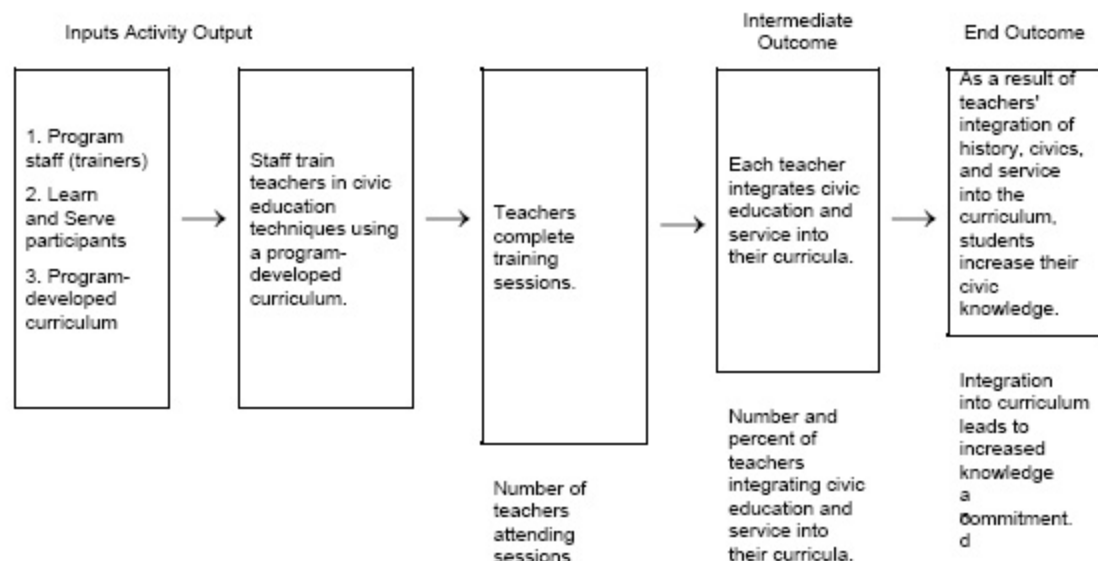 Inputs Activity Output
Intermediate
Outcome
End Outcome
1. Program
staff (trainers)
2. Learn
and Serve
participants
3. Program-
developed
curriculum
Staff train
teachers in civic
education
techniques using
a program-
developed
curriculum.
Teachers
complete
training
sessions.
Number of
teachers
attending
sessions
Each teacher
integrates civic
education and
service into
their curricula.
Number and
percent of
teachers
integrating civic
education and
service into
their curricula.
As a result of
teachers'
integration of
history, civics,
and service
into the
curriculum,
students
increase their
civic
knowledge.
Integration
into curriculum
leads to
increased
knowledge
a
commitment.
d